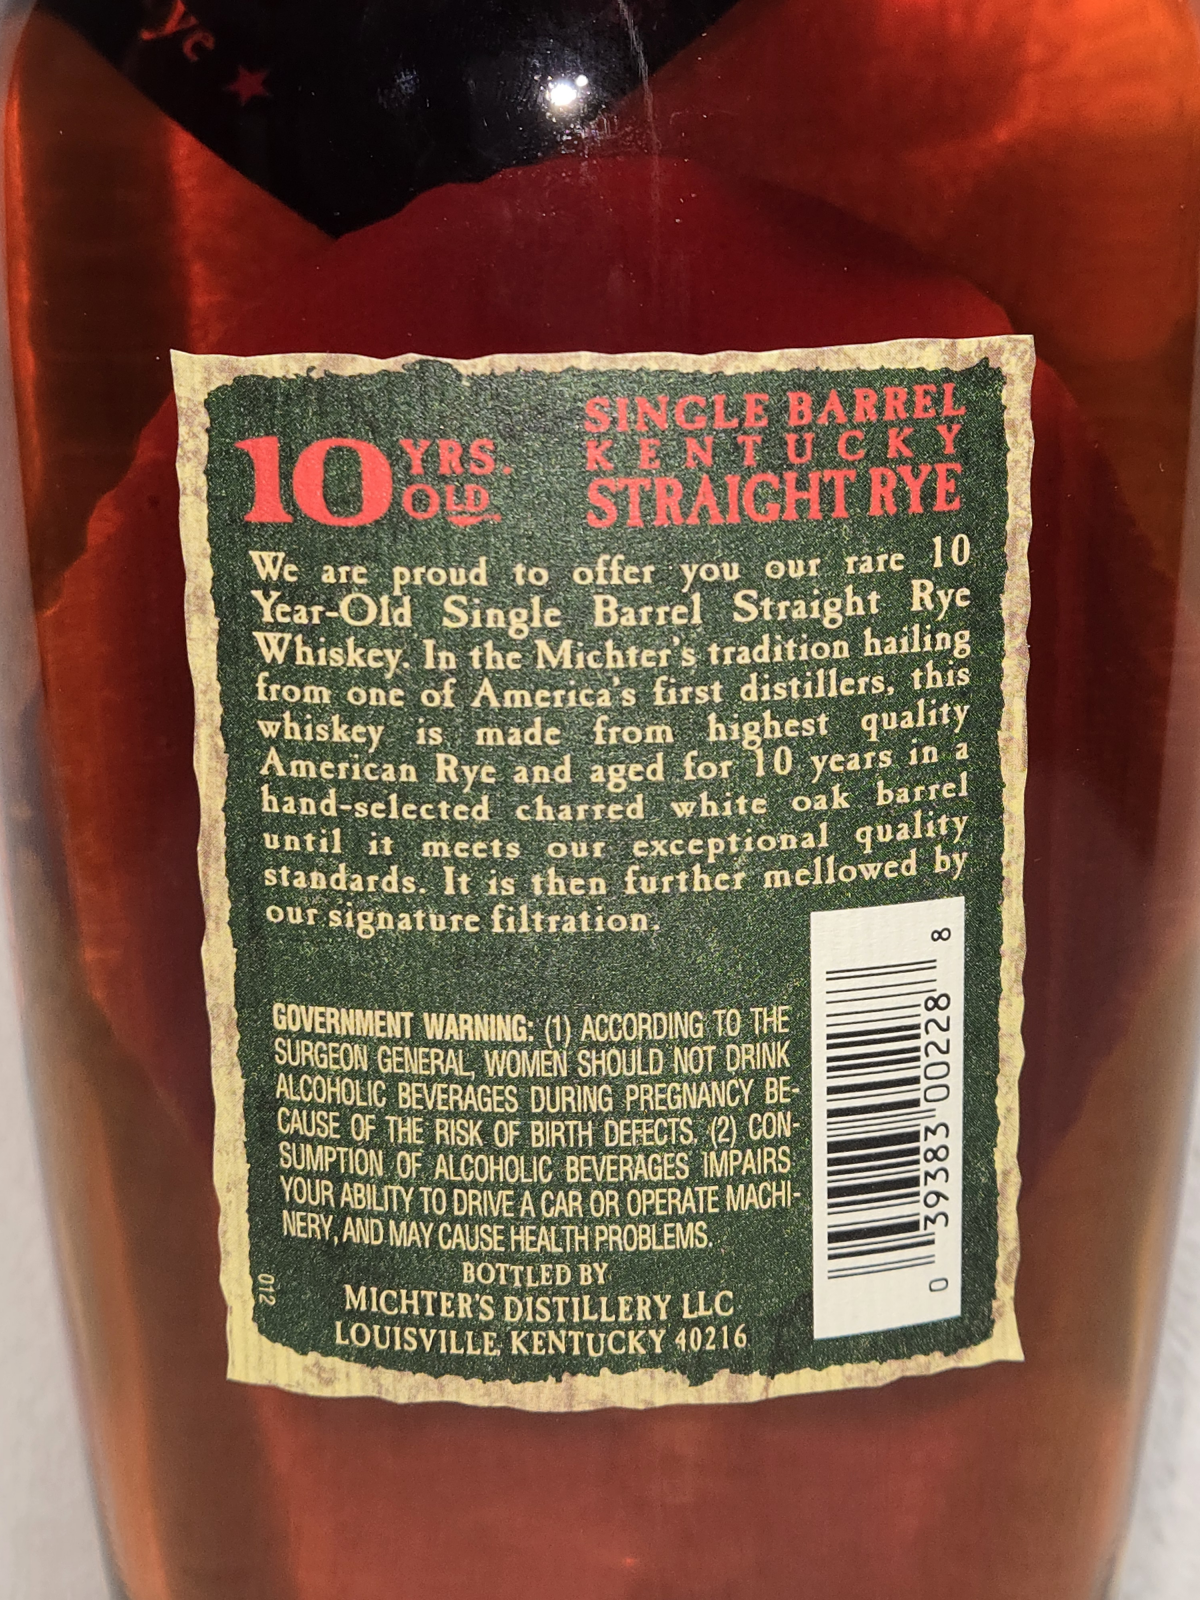 ye ★
10 YRS. OLD
SINGLE BARREL
KENTUCKY
STRAIGHT RYE
We are proud to offer you our rare 10
Year-Old Single Barrel Straight Rye
Whiskey. In the Michter's tradition hailing
from one of America's first distillers, this
whiskey is made from highest quality
American Rye and aged for 10 years in a
hand-selected charred white oak barrel
until it meets our exceptional quality
standards. It is then further mellowed by
our signature filtration.
GOVERNMENT WARNING: (1) ACCORDING TO THE
SURGEON GENERAL, WOMEN SHOULD NOT DRINK
ALCOHOLIC BEVERAGES DURING PREGNANCY BE-
CAUSE OF THE RISK OF BIRTH DEFECTS. (2) CON-
SUMPTION OF ALCOHOLIC BEVERAGES IMPAIRS
YOUR ABILITY TO DRIVE A CAR OR OPERATE MACHI-
NERY, AND MAY CAUSE HEALTH PROBLEMS.
BOTTLED BY
MICHTER'S DISTILLERY LLC
LOUISVILLE, KENTUCKY 40216
012
0 39383 00228 8